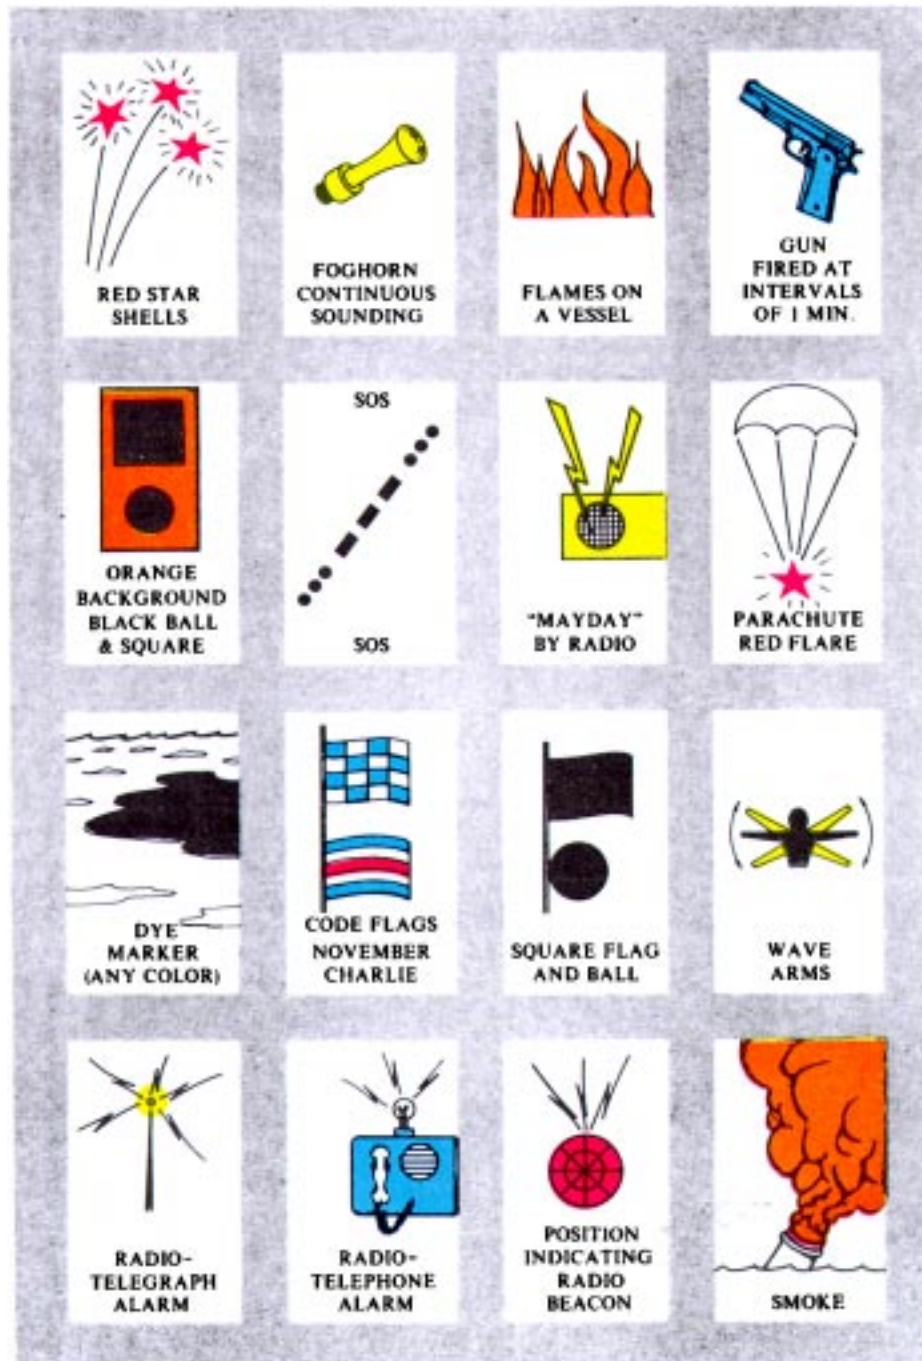 RED STAR
SHELLS
FOGHORN
CONTINUOUS
SOUNDING
FLAMES ON
A VESSEL
GUN
FIRED AT
INTERVALS
OF 1 MIN.
ORANGE
BACKGROUND
BLACK BALL
& SQUARE
SOS
SOS
"MAYDAY"
BY RADIO
PARACHUTE
RED FLARE
DYE
MARKER
(ANY COLOR)
CODE FLAGS
NOVEMBER
CHARLIE
SQUARE FLAG
AND BALL
WAVE
ARMS
RADIO-
TELEGRAPH
ALARM
RADIO-
TELEPHONE
ALARM
POSITION
INDICATING
RADIO
BEACON
SMOKE